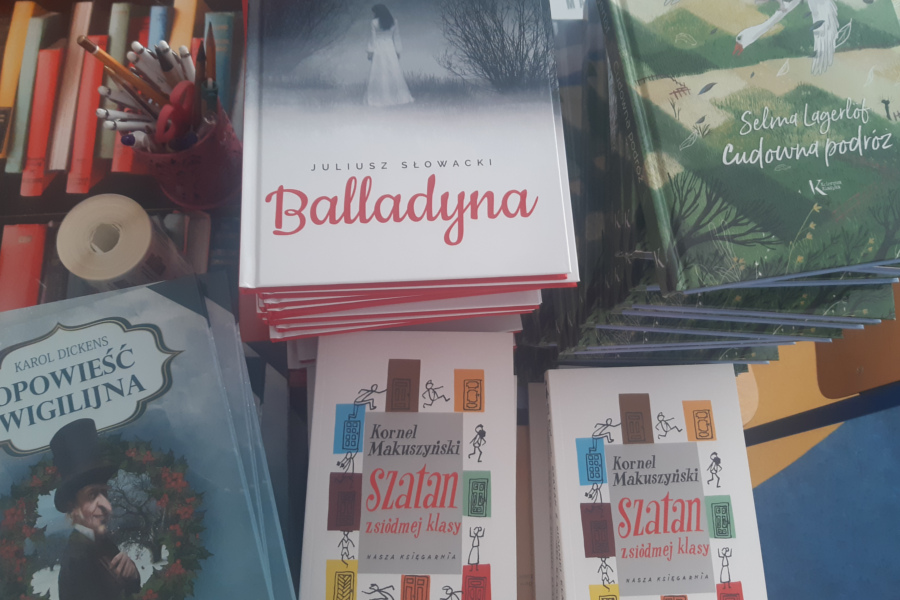 JULIUSZ SŁOWACKI
Balladyna
Selma Lagerlöf
Cudowna podróż
KAROL DICKENS
OPOWIEŚĆ
WIGILIJNA
Kornel
Makuszyński
Szatan
z siódmej klasy
NASZA KSIĘGARNIA
Kornel
Makuszyński
Szatan
z siódmej klasy
NASZA KSIĘGARNIA